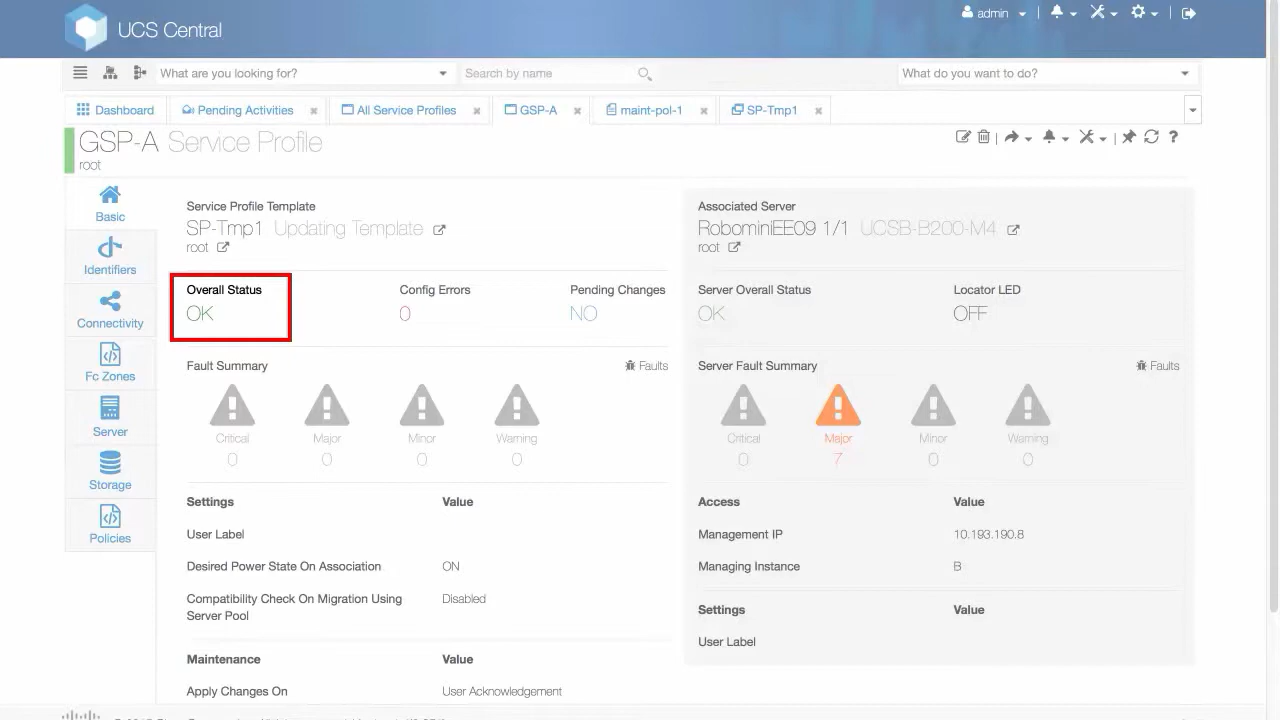 admin
UCS Central
What are you looking for?
Search by name
What do you want to do?
Dashboard
Pending Activities
All Service Profiles
GSP-A
maint-pol-1
SP-Tmp1
GSP-A Service Profile
root
Basic
Identifiers
Connectivity
Fc Zones
Server
Storage
Policies
Service Profile Template
SP-Tmp1 Updating Template
root
Overall Status
OK
Config Errors
0
Pending Changes
NO
Fault Summary
Faults
Critical
0
Major
0
Minor
0
Warning
0
Settings Value
User Label
Desired Power State On Association ON
Compatibility Check On Migration Using Disabled
Server Pool
Maintenance Value
Apply Changes On User Acknowledgement
Associated Server
RobominiEE09 1/1 UCSB-B200-M4
root
Server Overall Status
OK
Locator LED
OFF
Server Fault Summary
Faults
Critical
0
Major
7
Minor
0
Warning
0
Access Value
Management IP 10.193.190.8
Managing Instance B
Settings Value
User Label